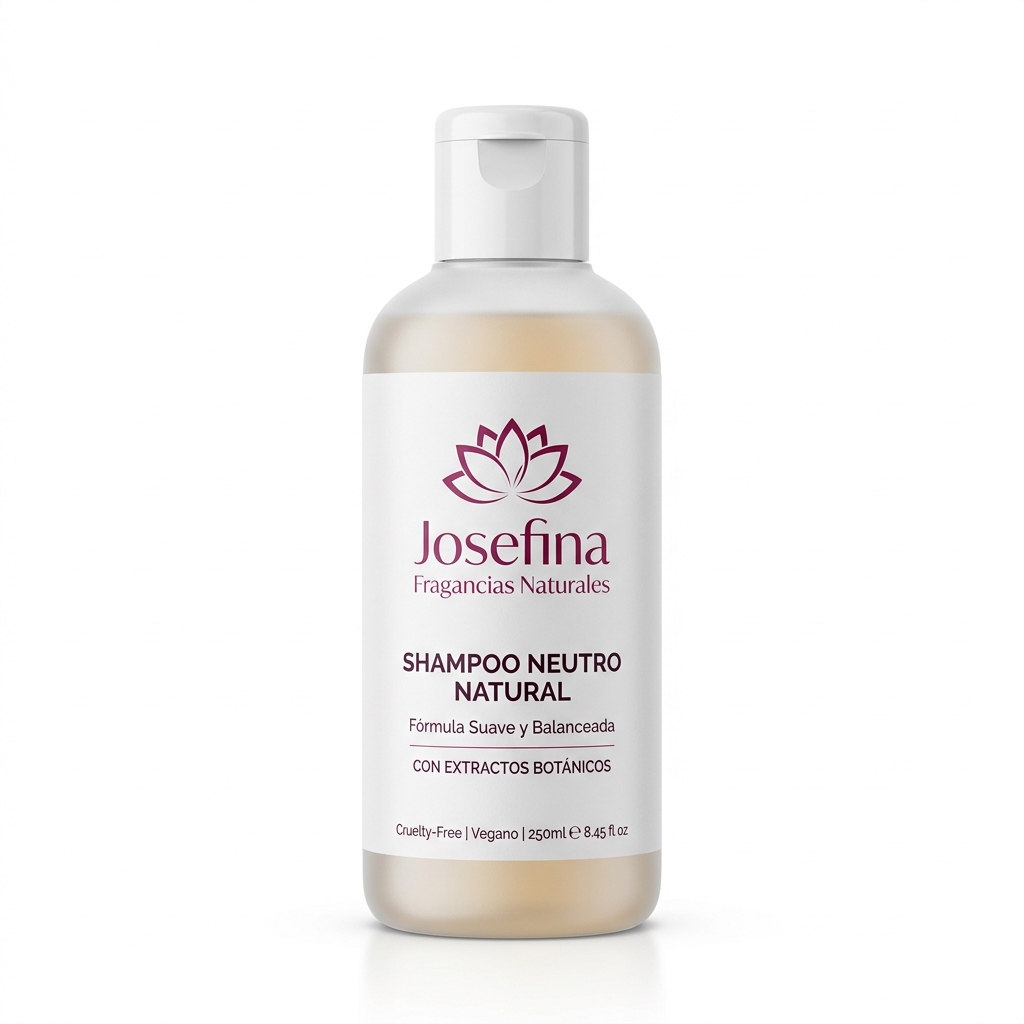 Josefina
Fragancias Naturales
SHAMPOO NEUTRO
NATURAL
Fórmula Suave y Balanceada
CON EXTRACTOS BOTÁNICOS
Cruelty-Free | Vegano | 250ml ℮ 8.45 fl oz